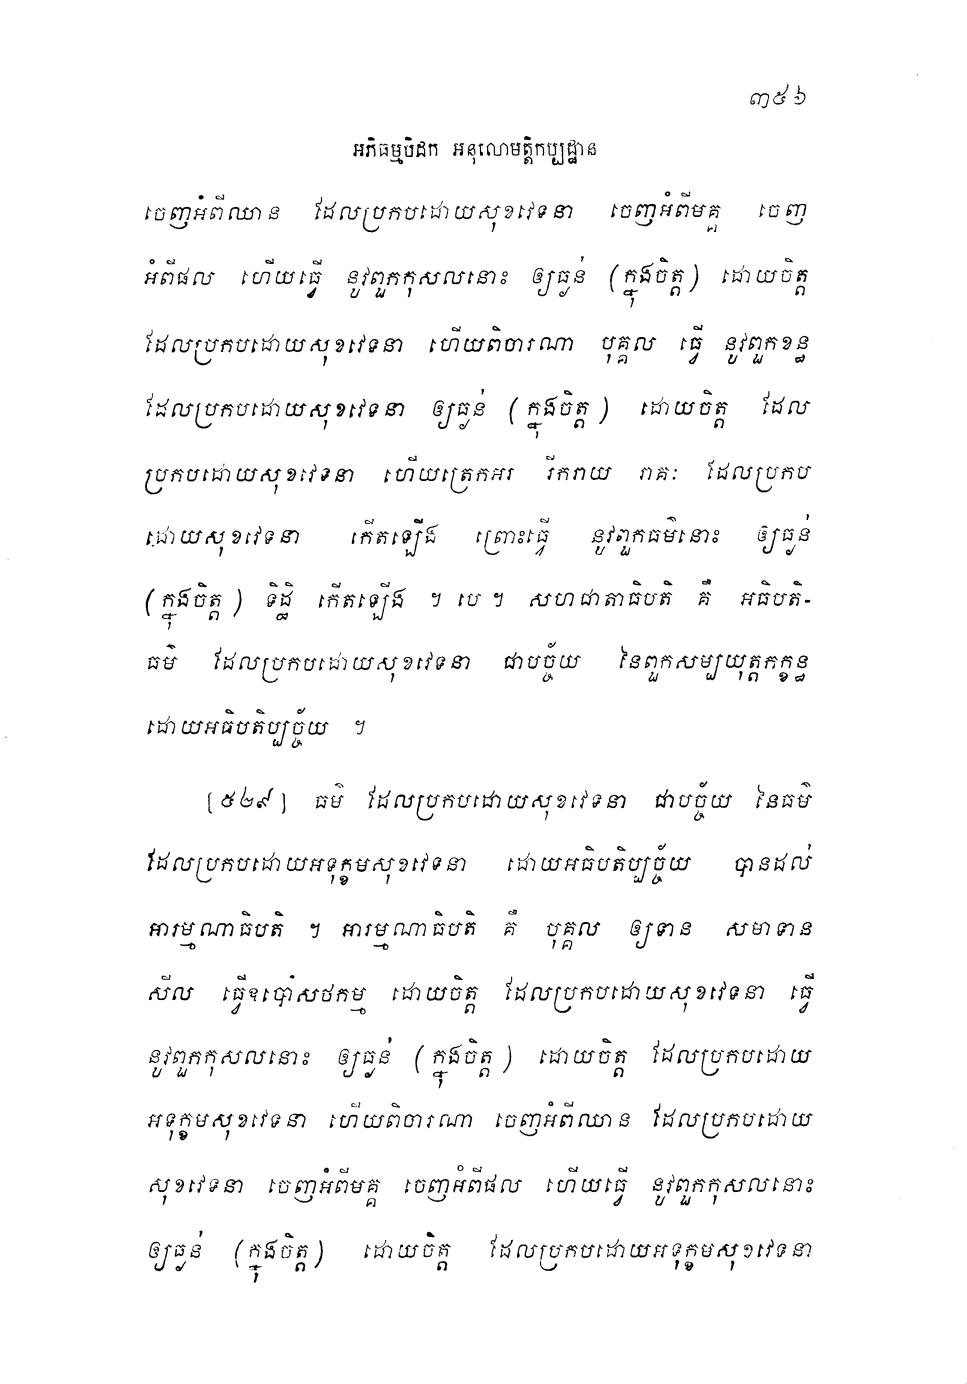 ៣៥៦
អភិធម្មបិដក អនុលោមត្តិកប្បដ្ឋាន
ចេញអំពីឈាន ដែលប្រកបដោយសុខវេទនា ចេញអំពីមគ្គ ចេញ
អំពីផល ហើយធ្វើ នូវពួកកុសលនោះ ឲ្យធ្ងន់ (ក្នុងចិត្ត) ដោយចិត្ត
ដែលប្រកបដោយសុខវេទនា ហើយពិចារណា បុគ្គល ធ្វើ នូវពួកខន្ធ
ដែលប្រកបដោយសុខវេទនា ឲ្យធ្ងន់ (ក្នុងចិត្ត) ដោយចិត្ត ដែល
ប្រកបដោយសុខវេទនា ហើយត្រេកអរ រីករាយ រាគៈ ដែលប្រកប
ដោយសុខវេទនា កើតឡើង ព្រោះធ្វើ នូវពួកធម៌នោះ ឲ្យធ្ងន់
(ក្នុងចិត្ត) ទិដ្ឋិ កើតឡើង ។ បេ ។ សហជាតាធិបតិ គឺ អធិបតិ-
ធម៌ ដែលប្រកបដោយសុខវេទនា ជាបច្ច័យ នៃពួកសម្បយុត្តកក្ខន្ធ
ដោយអធិបតិប្បច្ច័យ ។
[៥២៩] ធម៌ ដែលប្រកបដោយសុខវេទនា ជាបច្ច័យ នៃធម៌
ដែលប្រកបដោយអទុក្ខមសុខវេទនា ដោយអធិបតិប្បច្ច័យ បានដល់
អារម្មណាធិបតិ ។ អារម្មណាធិបតិ គឺ បុគ្គល ឲ្យទាន សមាទាន
សីល ធ្វើឧបោសថកម្ម ដោយចិត្ត ដែលប្រកបដោយសុខវេទនា ធ្វើ
នូវពួកកុសលនោះ ឲ្យធ្ងន់ (ក្នុងចិត្ត) ដោយចិត្ត ដែលប្រកបដោយ
អទុក្ខមសុខវេទនា ហើយពិចារណា ចេញអំពីឈាន ដែលប្រកបដោយ
សុខវេទនា ចេញអំពីមគ្គ ចេញអំពីផល ហើយធ្វើ នូវពួកកុសលនោះ
ឲ្យធ្ងន់ (ក្នុងចិត្ត) ដោយចិត្ត ដែលប្រកបដោយអទុក្ខមសុខវេទនា